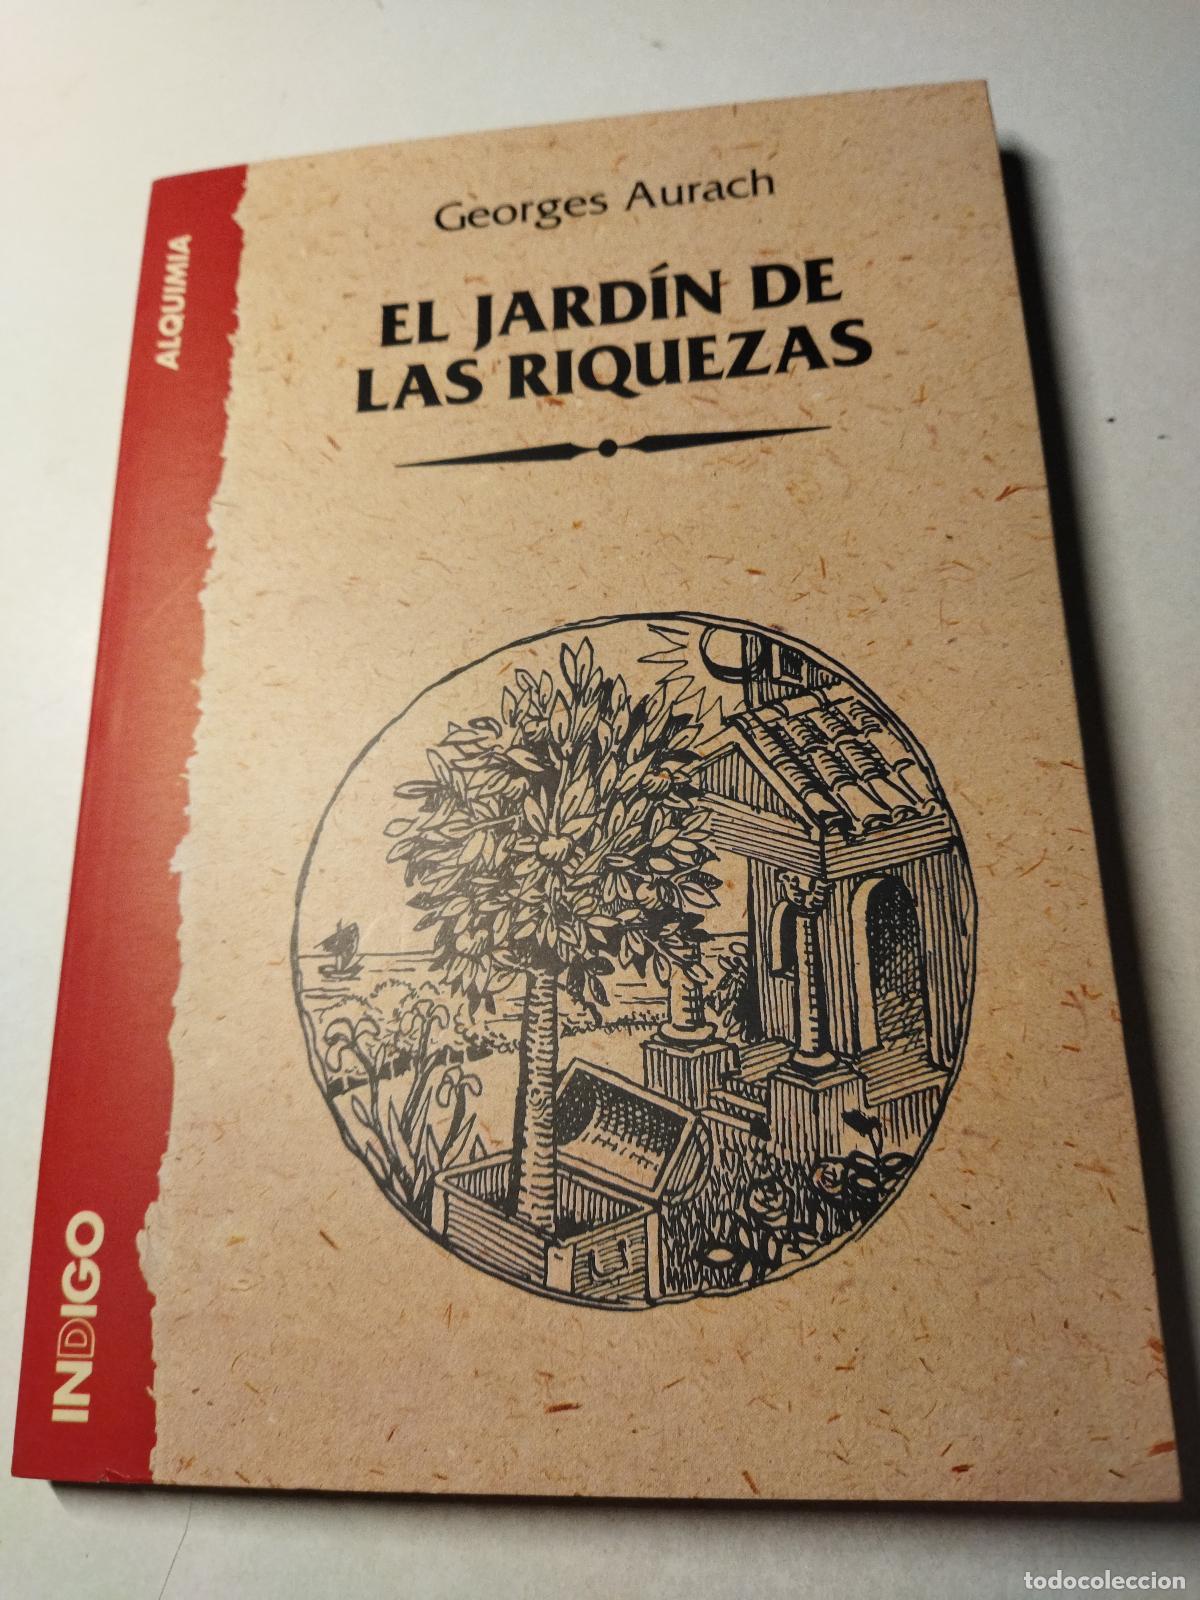 Georges Aurach
EL JARDÍN DE
LAS RIQUEZAS
ALQUIMIA
INDIGO
todocoleccion